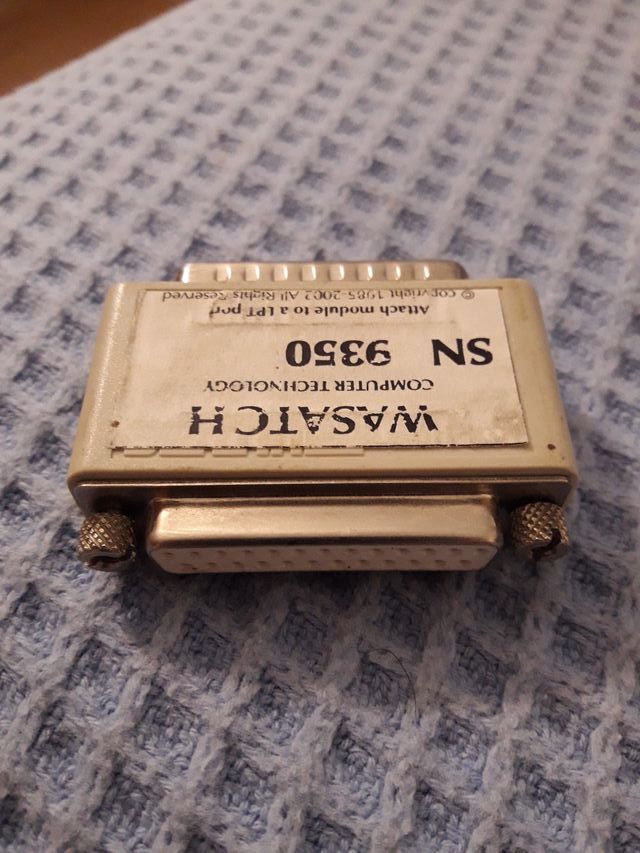 WASATCH
COMPUTER TECHNOLOGY
SN 9350
Attach module to a LPT port
© copyright 1985-2002 All Rights Reserved